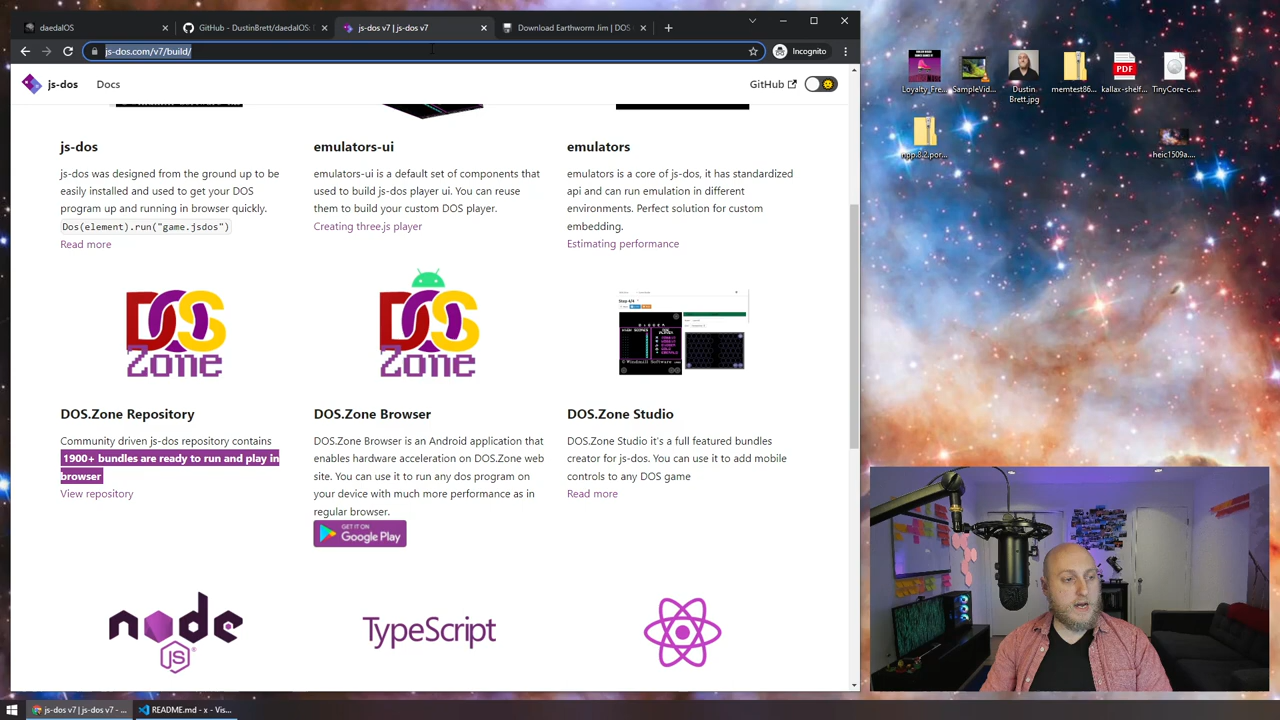 daedalOS
GitHub - DustinBrett/daedalOS:
js-dos v7 | js-dos v7
Download Earthworm Jim | DOS
js-dos.com/v7/build/
Incognito
js-dos
Docs
GitHub
js-dos
js-dos was designed from the ground up to be
easily installed and used to get your DOS
program up and running in browser quickly.
Dos(element).run("game.jsdos")
Read more
emulators-ui
emulators-ui is a default set of components that
used to build js-dos player ui. You can reuse
them to build your custom DOS player.
Creating three.js player
emulators
emulators is a core of js-dos, it has standardized
api and can run emulation in different
environments. Perfect solution for custom
embedding.
Estimating performance
DOS
Zone
DOS
Zone
DOS.Zone Repository
Community driven js-dos repository contains
1900+ bundles are ready to run and play in
browser
View repository
DOS.Zone Browser
DOS.Zone Browser is an Android application that
enables hardware acceleration on DOS.Zone web
site. You can use it to run any dos program on
your device with much more performance as in
regular browser.
GET IT ON
Google Play
DOS.Zone Studio
DOS.Zone Studio it's a full featured bundles
creator for js-dos. You can use it to add mobile
controls to any DOS game
Read more
node
JS
TypeScript
Loyalty_Fre...
SampleVid...
Dustin
Brett.jpg
memtest86...
PDF
kallax-shelf...
TinyCore-c...
npp.8.2.por...
heic1509a....
js-dos v7 | js-dos v7 - ...
README.md - x - Vis...